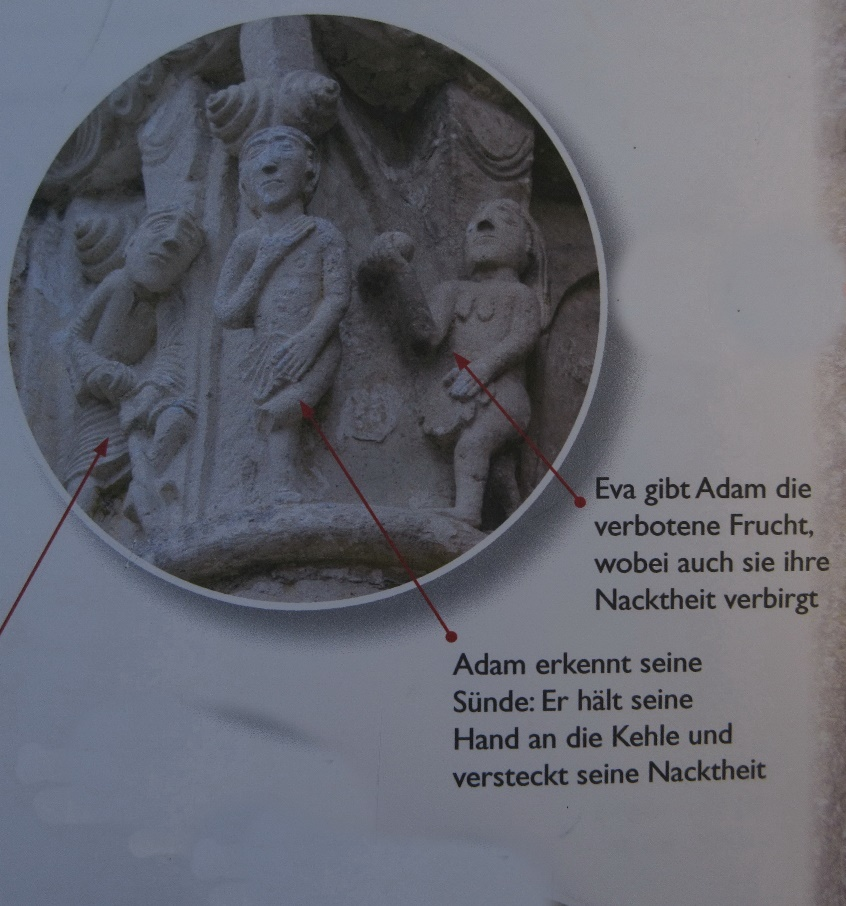 Eva gibt Adam die
verbotene Frucht,
wobei auch sie ihre
Nacktheit verbirgt
Adam erkennt seine
Sünde: Er hält seine
Hand an die Kehle und
versteckt seine Nacktheit